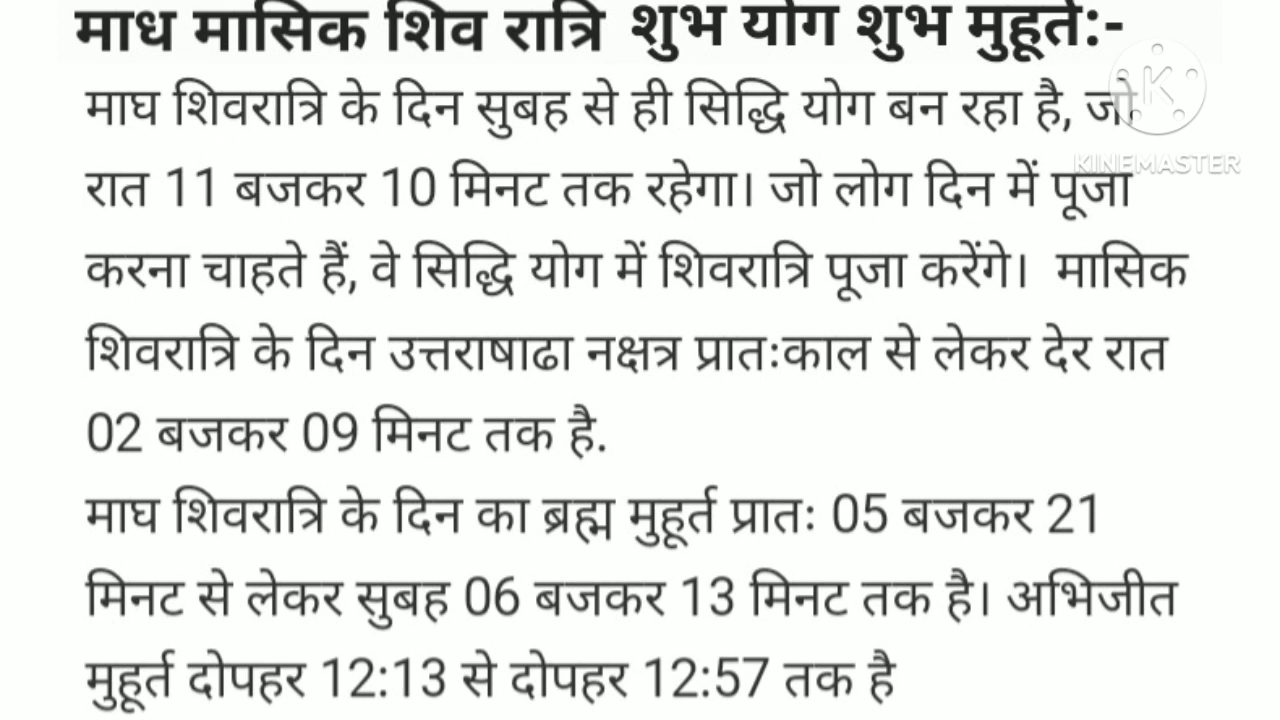 माध मासिक शिव रात्रि शुभ योग शुभ मुहूर्त:-
माघ शिवरात्रि के दिन सुबह से ही सिद्धि योग बन रहा है, जो
रात 11 बजकर 10 मिनट तक रहेगा। जो लोग दिन में पूजा
करना चाहते हैं, वे सिद्धि योग में शिवरात्रि पूजा करेंगे। मासिक
शिवरात्रि के दिन उत्तराषाढा नक्षत्र प्रातःकाल से लेकर देर रात
02 बजकर 09 मिनट तक है.
माघ शिवरात्रि के दिन का ब्रह्म मुहूर्त प्रातः 05 बजकर 21
मिनट से लेकर सुबह 06 बजकर 13 मिनट तक है। अभिजीत
मुहूर्त दोपहर 12:13 से दोपहर 12:57 तक है
K
KINEMASTER